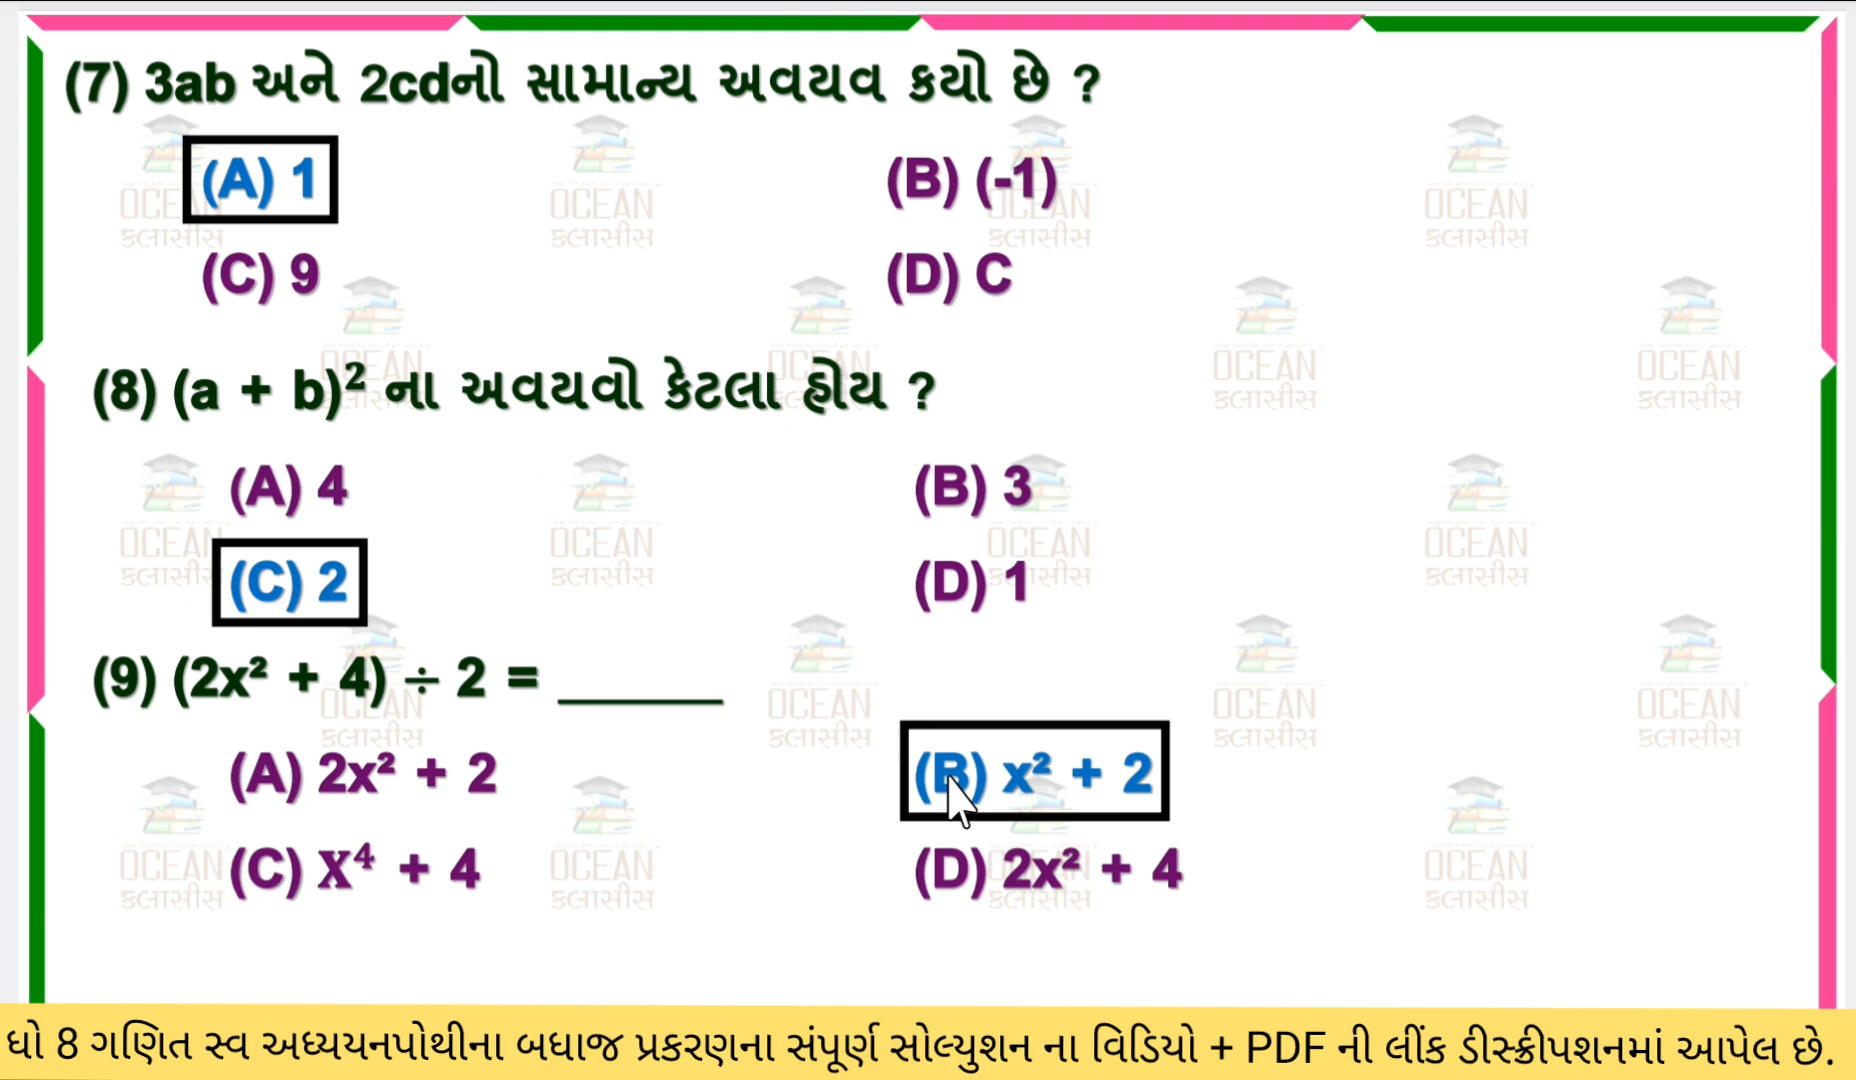 (7) 3ab અને 2cdનો સામાન્ય અવયવ કયો છે ?
(A) 1 (B) (-1)
(C) 9 (D) C
(8) (a + b)² ના અવયવો કેટલા હોય ?
(A) 4 (B) 3
(C) 2 (D) 1
(9) (2x² + 4) ÷ 2 = ______
(A) 2x² + 2 (B) x² + 2
(C) X⁴ + 4 (D) 2x² + 4
OCEAN
કલાસીસ
ધો 8 ગણિત સ્વ અધ્યયનપોથીના બધાજ પ્રકરણના સંપૂર્ણ સોલ્યુશન ના વિડિયો + PDF ની લીંક ડીસ્ક્રીપશનમાં આપેલ છે.